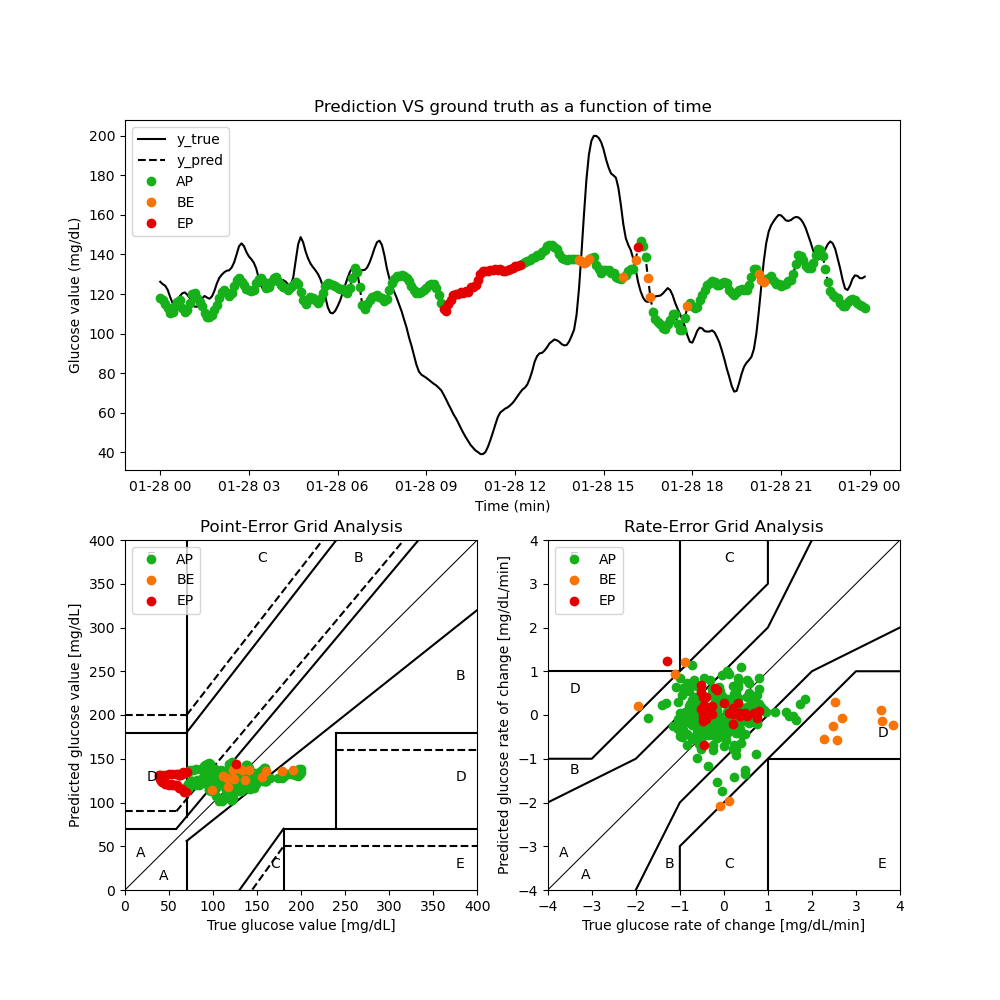 Prediction VS ground truth as a function of time
Glucose value (mg/dL)
200
180
160
140
120
100
80
60
40
y_true
y_pred
AP
BE
EP
01-28 00 01-28 03 01-28 06 01-28 09 01-28 12 01-28 15 01-28 18 01-28 21 01-29 00
Time (min)
Point-Error Grid Analysis
Predicted glucose value [mg/dL]
400
350
300
250
200
150
100
50
0
AP
BE
EP
C B
B
D D
A
A C E
0 50 100 150 200 250 300 350 400
True glucose value [mg/dL]
Rate-Error Grid Analysis
Predicted glucose rate of change [mg/dL/min]
4
3
2
1
0
−1
−2
−3
−4
AP
BE
EP
C
D
D
B
A
A B C E
−4 −3 −2 −1 0 1 2 3 4
True glucose rate of change [mg/dL/min]